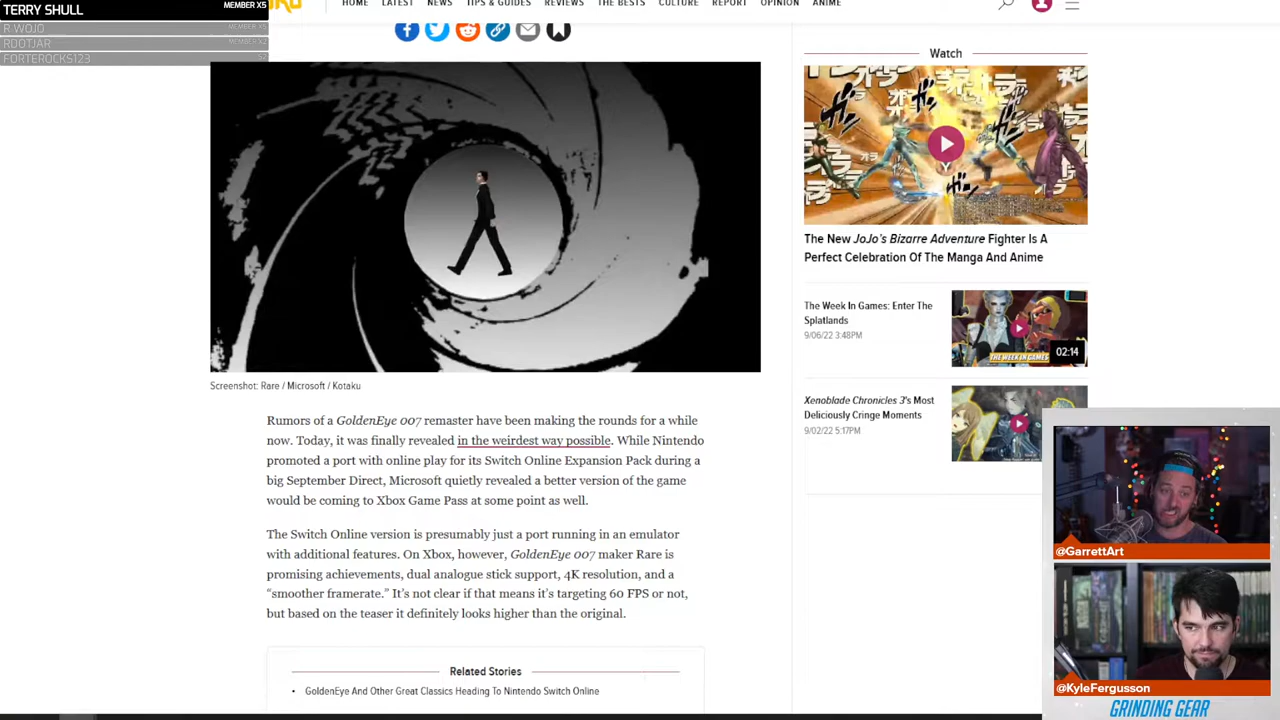 TERRY SHULL MEMBER X5
R WOJO MEMBER X5
RDOTJAR MEMBER X2
FORTEROCKS123
HOME LATEST NEWS TIPS & GUIDES REVIEWS THE BESTS CULTURE REPORT OPINION ANIME
Screenshot: Rare / Microsoft / Kotaku
Rumors of a GoldenEye 007 remaster have been making the rounds for a while
now. Today, it was finally revealed in the weirdest way possible. While Nintendo
promoted a port with online play for its Switch Online Expansion Pack during a
big September Direct, Microsoft quietly revealed a better version of the game
would be coming to Xbox Game Pass at some point as well.
The Switch Online version is presumably just a port running in an emulator
with additional features. On Xbox, however, GoldenEye 007 maker Rare is
promising achievements, dual analogue stick support, 4K resolution, and a
“smoother framerate.” It’s not clear if that means it’s targeting 60 FPS or not,
but based on the teaser it definitely looks higher than the original.
Related Stories
• GoldenEye And Other Great Classics Heading To Nintendo Switch Online
Watch
The New JoJo’s Bizarre Adventure Fighter Is A
Perfect Celebration Of The Manga And Anime
The Week In Games: Enter The
Splatlands
9/06/22 3:48PM
THE WEEK IN GAMES
02:14
Xenoblade Chronicles 3’s Most
Deliciously Cringe Moments
9/02/22 5:17PM
@GarrettArt
@KyleFergusson
GRINDING GEAR